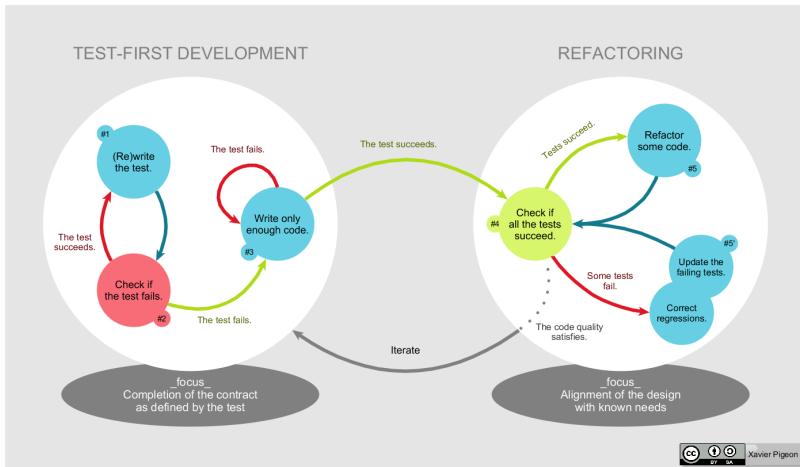 TEST-FIRST DEVELOPMENT
REFACTORING
#1
(Re)write
the test.
The test
succeeds.
Check if
the test fails.
#2
The test fails.
The test fails.
Write only
enough code.
#3
The test succeeds.
#4
Check if
all the tests
succeed.
Tests succeed.
Refactor
some code.
#5
#5'
Update the
failing tests.
Some tests
fail.
Correct
regressions.
The code quality
satisfies.
Iterate
_focus_
Completion of the contract
as defined by the test
_focus_
Alignment of the design
with known needs
cc
BY SA
Xavier Pigeon